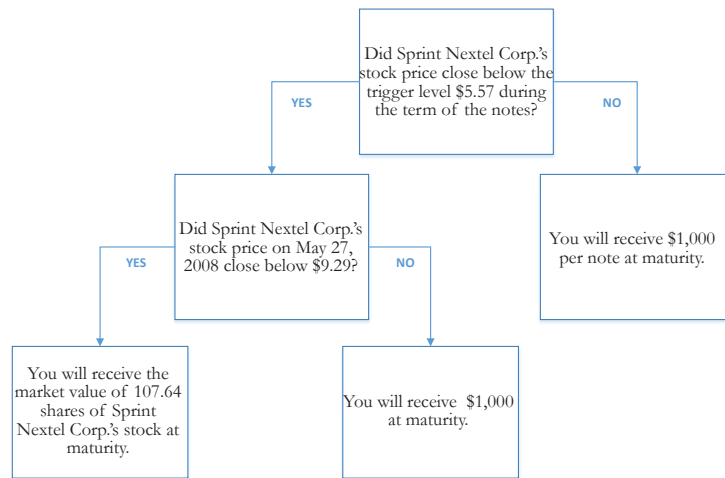 Did Sprint Nextel Corp.'s
stock price close below the
trigger level $5.57 during
the term of the notes?
YES
NO
Did Sprint Nextel Corp.'s
stock price on May 27,
2008 close below $9.29?
You will receive $1,000
per note at maturity.
YES
NO
You will receive the
market value of 107.64
shares of Sprint
Nextel Corp.'s stock at
maturity.
You will receive $1,000
at maturity.